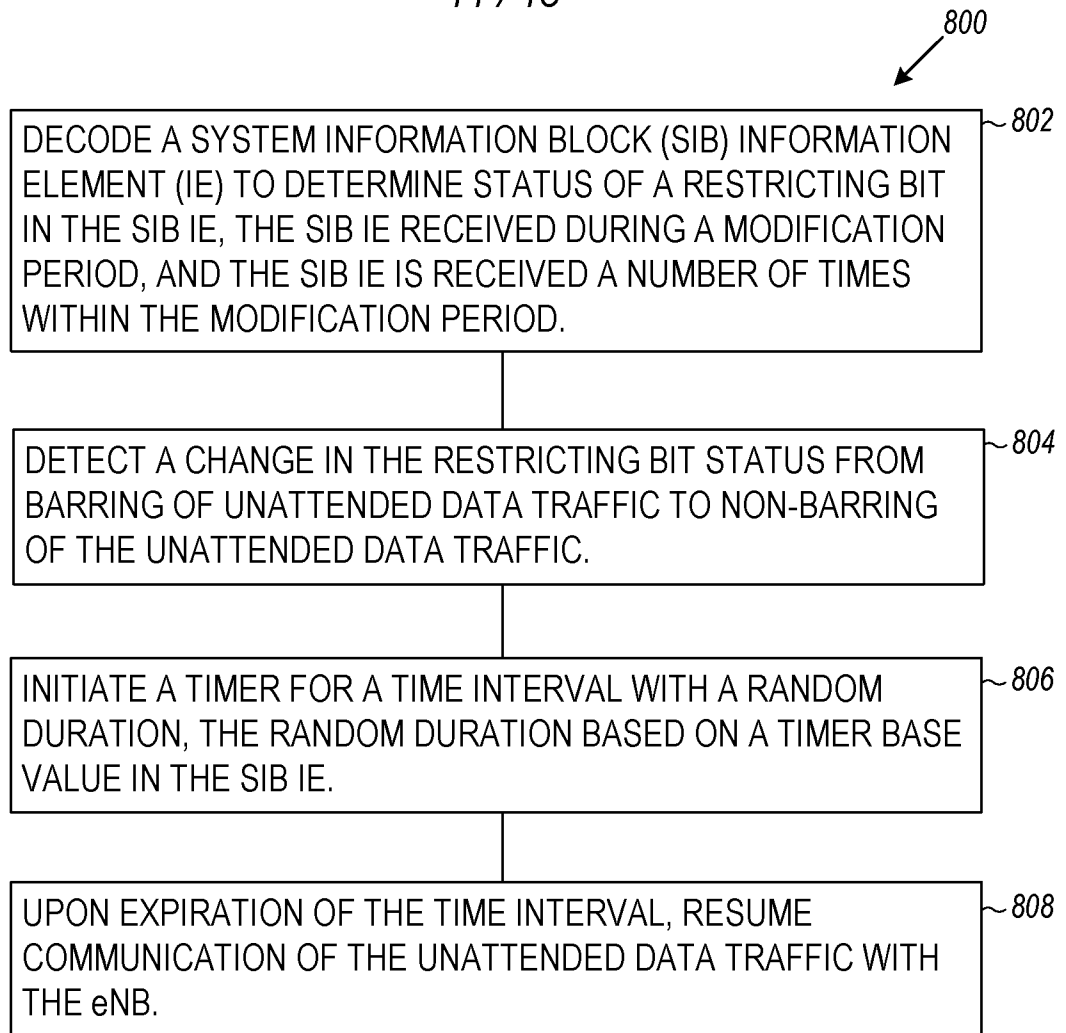 800
DECODE A SYSTEM INFORMATION BLOCK (SIB) INFORMATION
ELEMENT (IE) TO DETERMINE STATUS OF A RESTRICTING BIT
IN THE SIB IE, THE SIB IE RECEIVED DURING A MODIFICATION
PERIOD, AND THE SIB IE IS RECEIVED A NUMBER OF TIMES
WITHIN THE MODIFICATION PERIOD.
802
DETECT A CHANGE IN THE RESTRICTING BIT STATUS FROM
BARRING OF UNATTENDED DATA TRAFFIC TO NON-BARRING
OF THE UNATTENDED DATA TRAFFIC.
804
INITIATE A TIMER FOR A TIME INTERVAL WITH A RANDOM
DURATION, THE RANDOM DURATION BASED ON A TIMER BASE
VALUE IN THE SIB IE.
806
UPON EXPIRATION OF THE TIME INTERVAL, RESUME
COMMUNICATION OF THE UNATTENDED DATA TRAFFIC WITH
THE eNB.
808